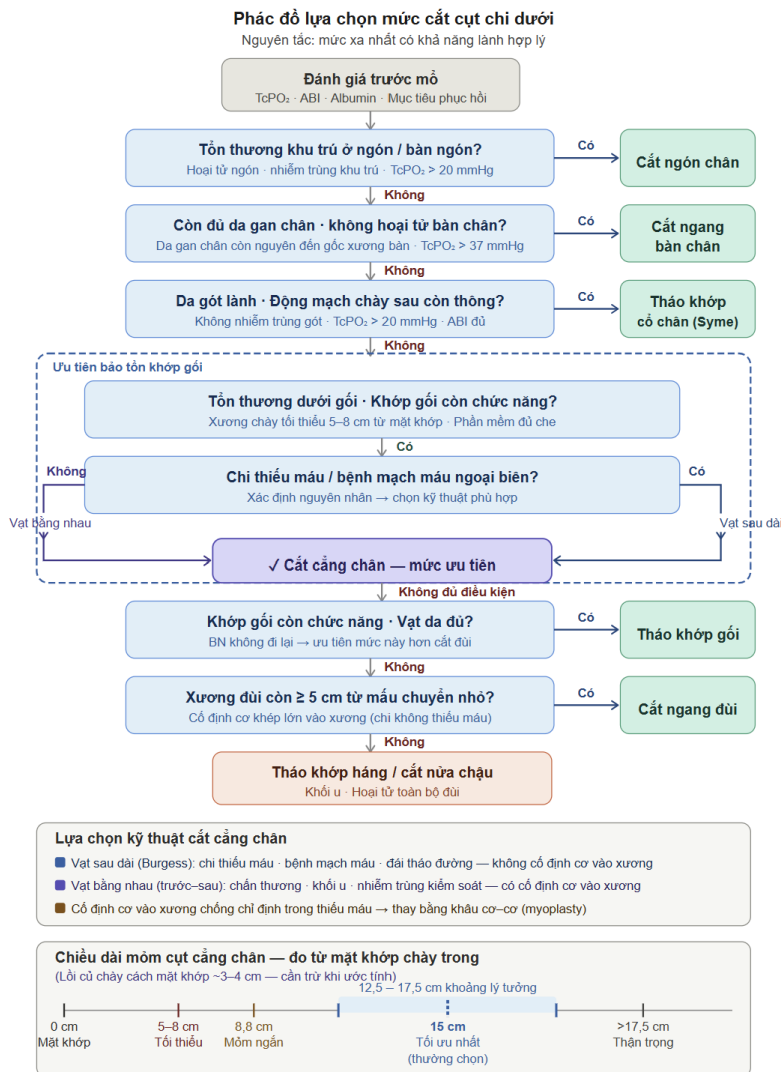 Phác đồ lựa chọn mức cắt cụt chi dưới
Nguyên tắc: mức xa nhất có khả năng lành hợp lý
Đánh giá trước mổ
TcPO₂ · ABI · Albumin · Mục tiêu phục hồi
Tổn thương khu trú ở ngón / bàn ngón?
Hoại tử ngón · nhiễm trùng khu trú · TcPO₂ > 20 mmHg
Có
Cắt ngón chân
Không
Còn đủ da gan chân · không hoại tử bàn chân?
Da gan chân còn nguyên đến gốc xương bàn · TcPO₂ > 37 mmHg
Có
Cắt ngang
bàn chân
Không
Da gót lành · Động mạch chày sau còn thông?
Không nhiễm trùng gót · TcPO₂ > 20 mmHg · ABI đủ
Có
Tháo khớp
cổ chân (Syme)
Không
Ưu tiên bảo tồn khớp gối
Tổn thương dưới gối · Khớp gối còn chức năng?
Xương chày tối thiểu 5–8 cm từ mặt khớp · Phần mềm đủ che
Có
Chi thiếu máu / bệnh mạch máu ngoại biên?
Xác định nguyên nhân → chọn kỹ thuật phù hợp
Không
Có
Vạt bằng nhau
Vạt sau dài
✓ Cắt cẳng chân — mức ưu tiên
Không đủ điều kiện
Khớp gối còn chức năng · Vạt da đủ?
BN không đi lại → ưu tiên mức này hơn cắt đùi
Có
Tháo khớp gối
Không
Xương đùi còn ≥ 5 cm từ mấu chuyển nhỏ?
Cố định cơ khép lớn vào xương (chi không thiếu máu)
Có
Cắt ngang đùi
Không
Tháo khớp háng / cắt nửa chậu
Khối u · Hoại tử toàn bộ đùi
Lựa chọn kỹ thuật cắt cẳng chân
Vạt sau dài (Burgess): chi thiếu máu · bệnh mạch máu · đái tháo đường — không cố định cơ vào xương
Vạt bằng nhau (trước–sau): chấn thương · khối u · nhiễm trùng kiểm soát — có cố định cơ vào xương
Cố định cơ vào xương chống chỉ định trong thiếu máu → thay bằng khâu cơ–cơ (myoplasty)
Chiều dài mỏm cụt cẳng chân — đo từ mặt khớp chày trong
(Lồi củ chày cách mặt khớp ~3–4 cm — cần trừ khi ước tính)
12,5 – 17,5 cm khoảng lý tưởng
0 cm
Mặt khớp
5–8 cm
Tối thiểu
8,8 cm
Mỏm ngắn
15 cm
Tối ưu nhất
(thường chọn)
>17,5 cm
Thận trọng